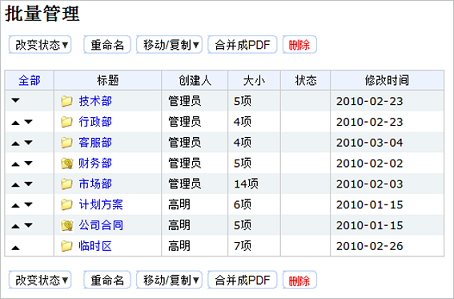 批量管理
改变状态▾ 重命名 移动/复制▾ 合并成PDF 删除
全部 标题 创建人 大小 状态 修改时间
技术部 管理员 5项 2010-02-23
行政部 管理员 4项 2010-02-23
客服部 管理员 4项 2010-03-04
财务部 管理员 5项 2010-02-02
市场部 管理员 14项 2010-02-03
计划方案 高明 6项 2010-01-15
公司合同 高明 5项 2010-01-15
临时区 高明 7项 2010-02-26
改变状态▾ 重命名 移动/复制▾ 合并成PDF 删除